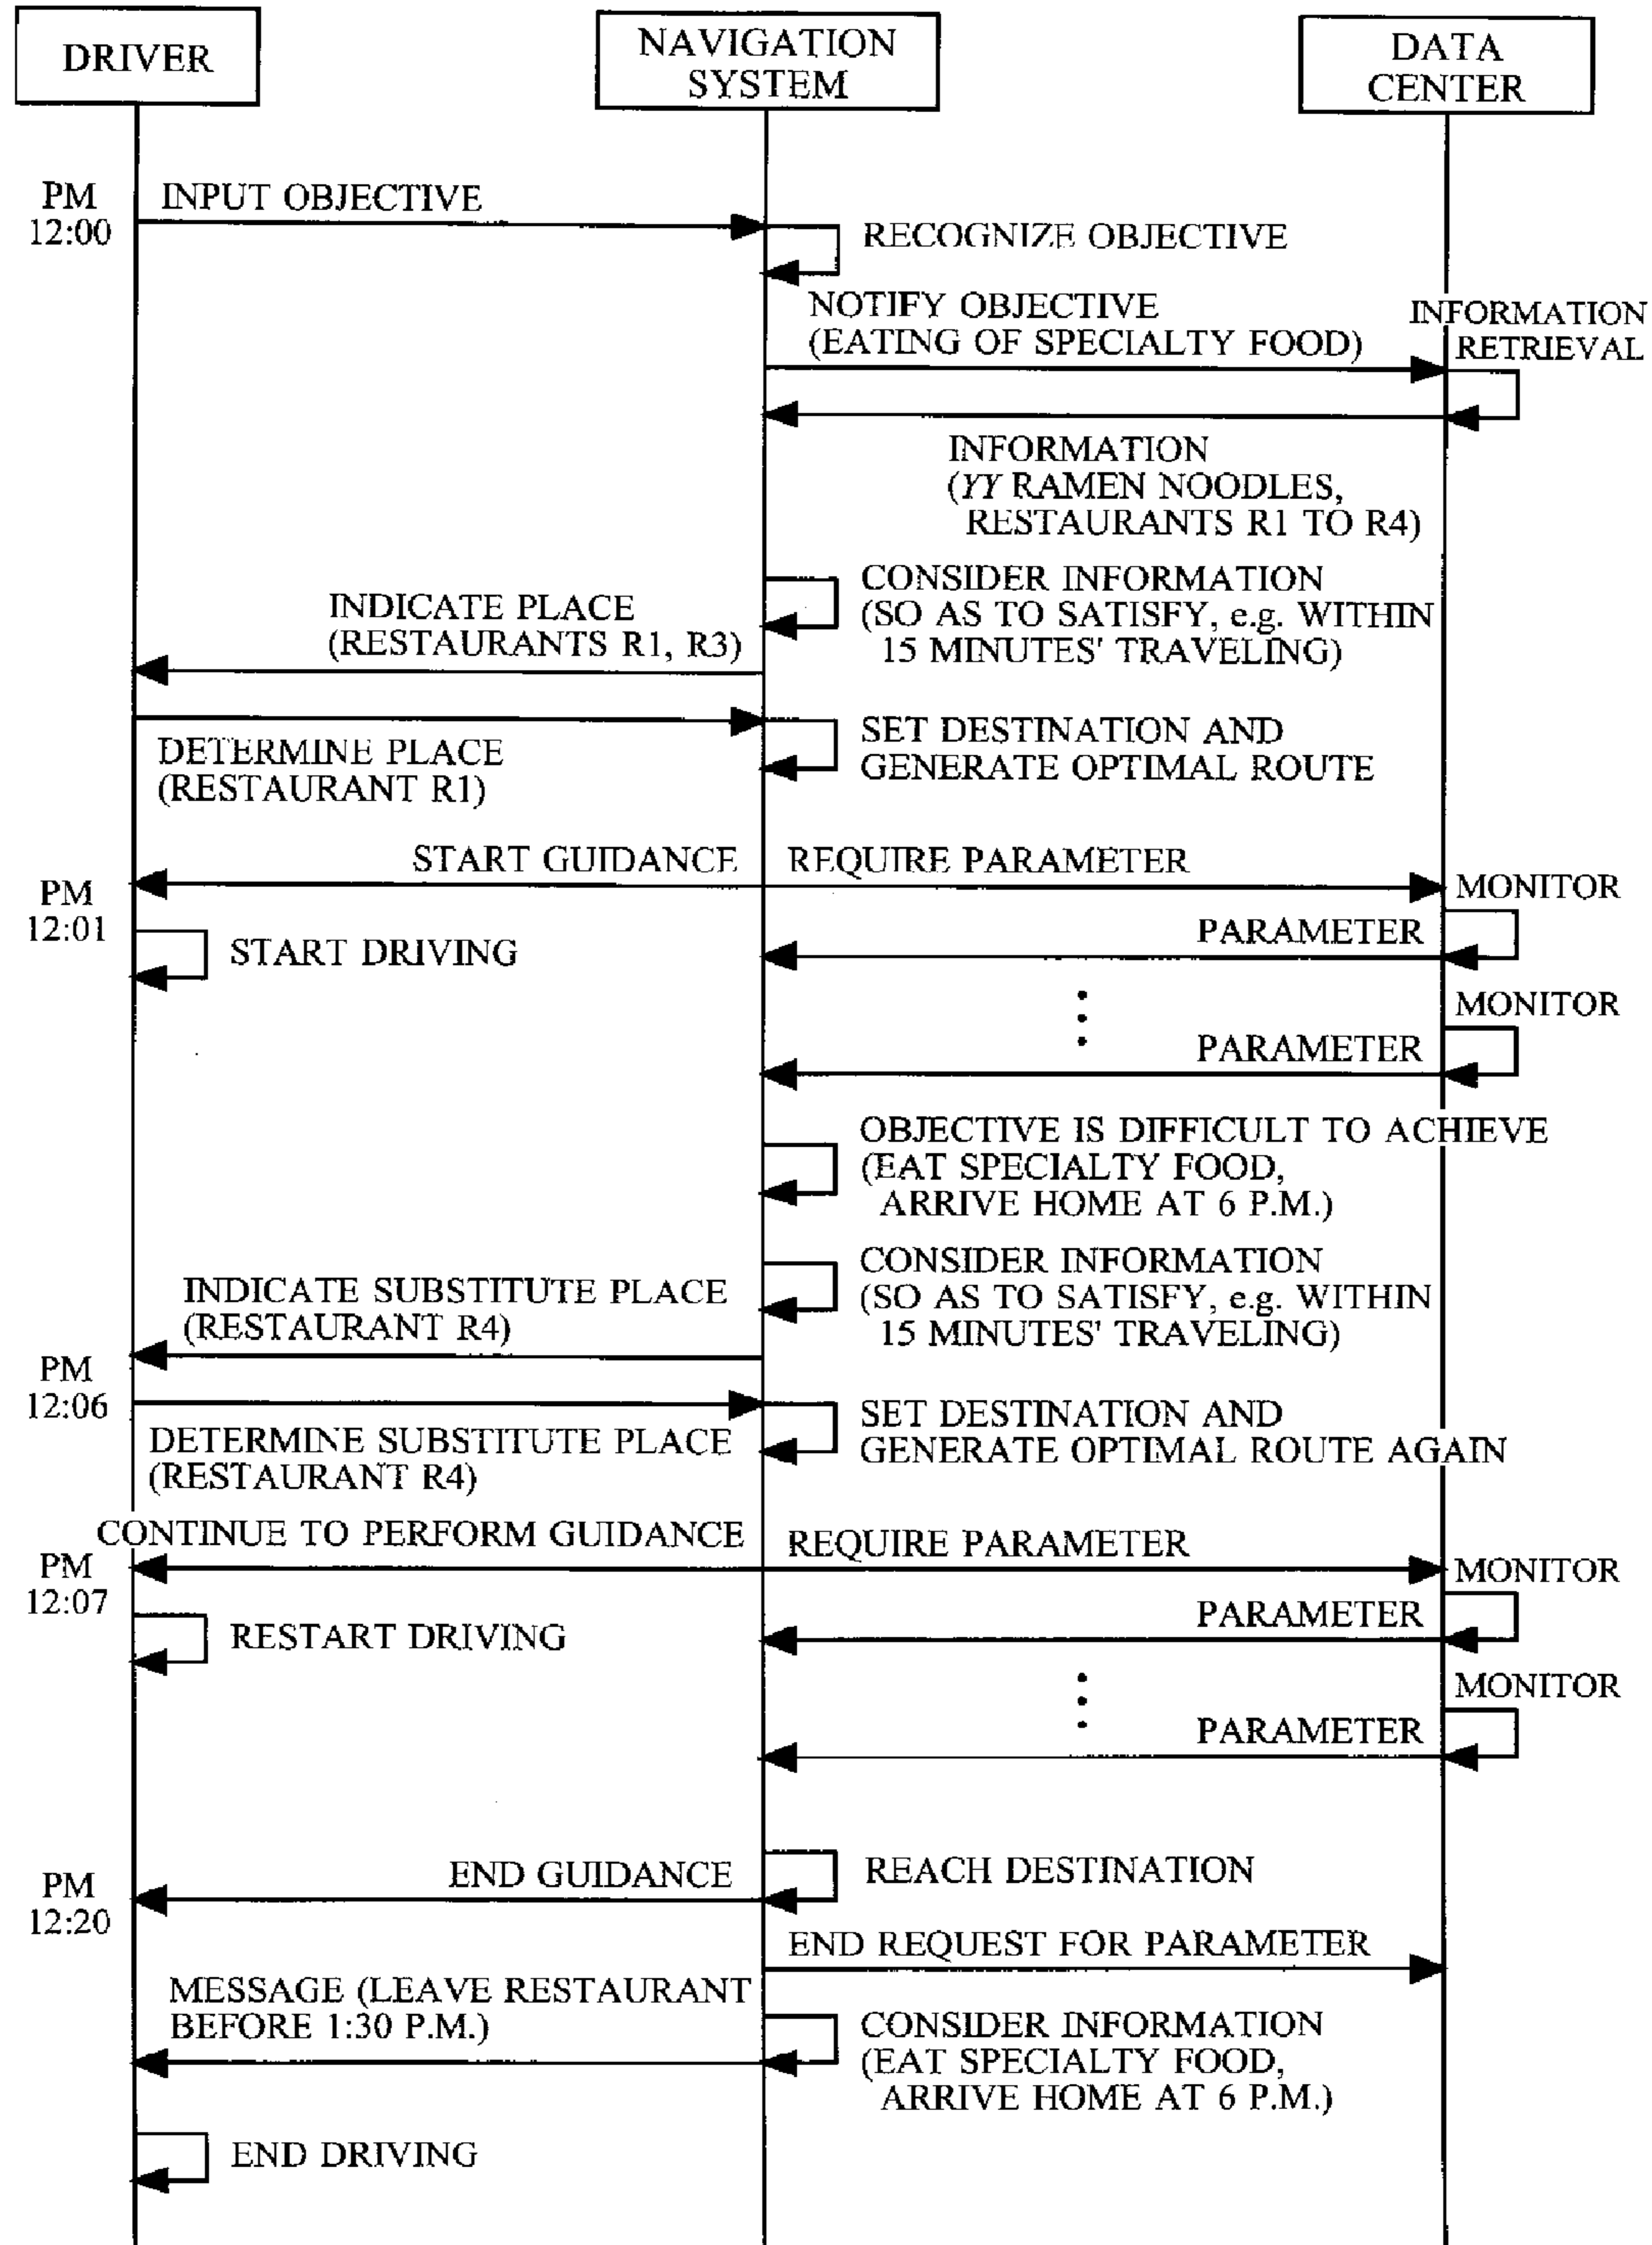 DRIVER
NAVIGATION
SYSTEM
DATA
CENTER
PM
12:00
INPUT OBJECTIVE
RECOGNIZE OBJECTIVE
NOTIFY OBJECTIVE
(EATING OF SPECIALTY FOOD)
INFORMATION
RETRIEVAL
INFORMATION
(YY RAMEN NOODLES,
RESTAURANTS R1 TO R4)
CONSIDER INFORMATION
(SO AS TO SATISFY, e.g. WITHIN
15 MINUTES' TRAVELING)
INDICATE PLACE
(RESTAURANTS R1, R3)
DETERMINE PLACE
(RESTAURANT R1)
SET DESTINATION AND
GENERATE OPTIMAL ROUTE
START GUIDANCE
REQUIRE PARAMETER
PM
12:01
MONITOR
PARAMETER
START DRIVING
MONITOR
PARAMETER
OBJECTIVE IS DIFFICULT TO ACHIEVE
(EAT SPECIALTY FOOD,
ARRIVE HOME AT 6 P.M.)
CONSIDER INFORMATION
(SO AS TO SATISFY, e.g. WITHIN
15 MINUTES' TRAVELING)
INDICATE SUBSTITUTE PLACE
(RESTAURANT R4)
PM
12:06
DETERMINE SUBSTITUTE PLACE
(RESTAURANT R4)
SET DESTINATION AND
GENERATE OPTIMAL ROUTE AGAIN
CONTINUE TO PERFORM GUIDANCE
REQUIRE PARAMETER
PM
12:07
MONITOR
PARAMETER
RESTART DRIVING
MONITOR
PARAMETER
END GUIDANCE
REACH DESTINATION
PM
12:20
END REQUEST FOR PARAMETER
MESSAGE (LEAVE RESTAURANT
BEFORE 1:30 P.M.)
CONSIDER INFORMATION
(EAT SPECIALTY FOOD,
ARRIVE HOME AT 6 P.M.)
END DRIVING